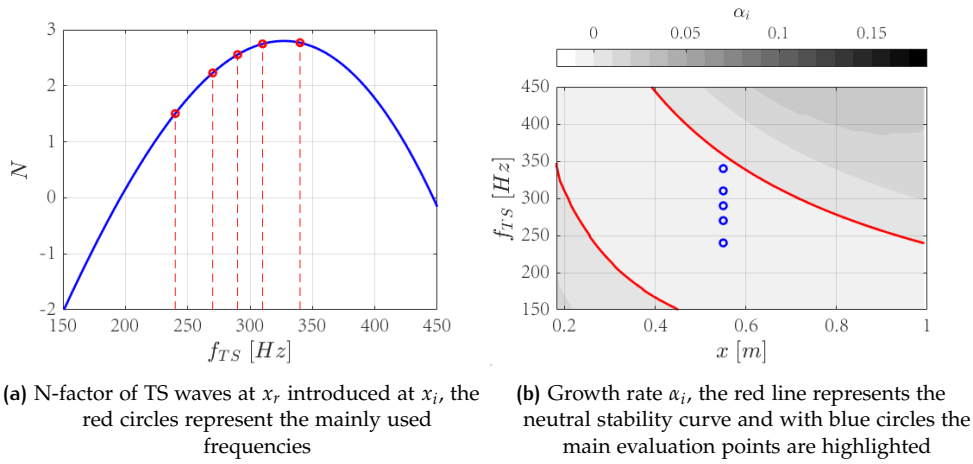 3
2
1
0
-1
-2
N
150 200 250 300 350 400 450
f_{TS} [Hz]
α_i
0 0.05 0.1 0.15
450
400
350
300
250
200
150
f_{TS} [Hz]
0.2 0.4 0.6 0.8 1
x [m]
(a) N-factor of TS waves at x_r introduced at x_i, the
red circles represent the mainly used
frequencies
(b) Growth rate α_i, the red line represents the
neutral stability curve and with blue circles the
main evaluation points are highlighted